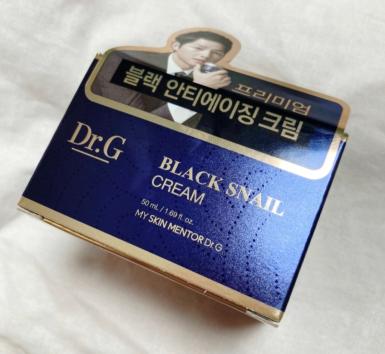 프리미엄
블랙 안티에이징 크림
Dr.G
BLACK SNAIL
CREAM
50 mL / 1.69 fl. oz.
MY SKIN MENTOR Dr.G